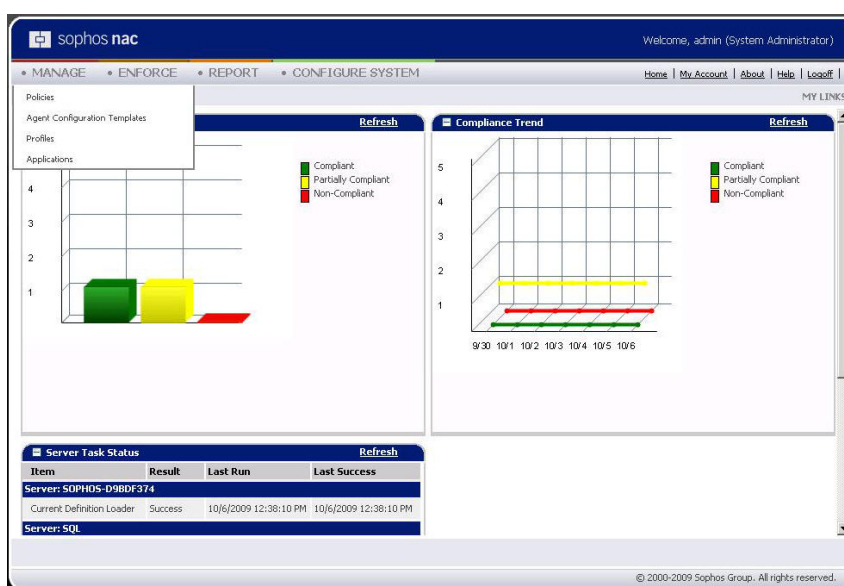 sophos nac
Welcome, admin (System Administrator)
• MANAGE • ENFORCE • REPORT • CONFIGURE SYSTEM
Home | My Account | About | Help | Logoff |
MY LINKS
Policies
Agent Configuration Templates
Profiles
Applications
Refresh
4
3
2
1
Compliant
Partially Compliant
Non-Compliant
Compliance Trend
Refresh
5
4
3
2
1
9/30 10/1 10/2 10/3 10/4 10/5 10/6
Compliant
Partially Compliant
Non-Compliant
Server Task Status
Refresh
Item Result Last Run Last Success
Server: SOPHOS-D9BDF374
Current Definition Loader Success 10/6/2009 12:38:10 PM 10/6/2009 12:38:10 PM
Server: SQL
© 2000-2009 Sophos Group. All rights reserved.